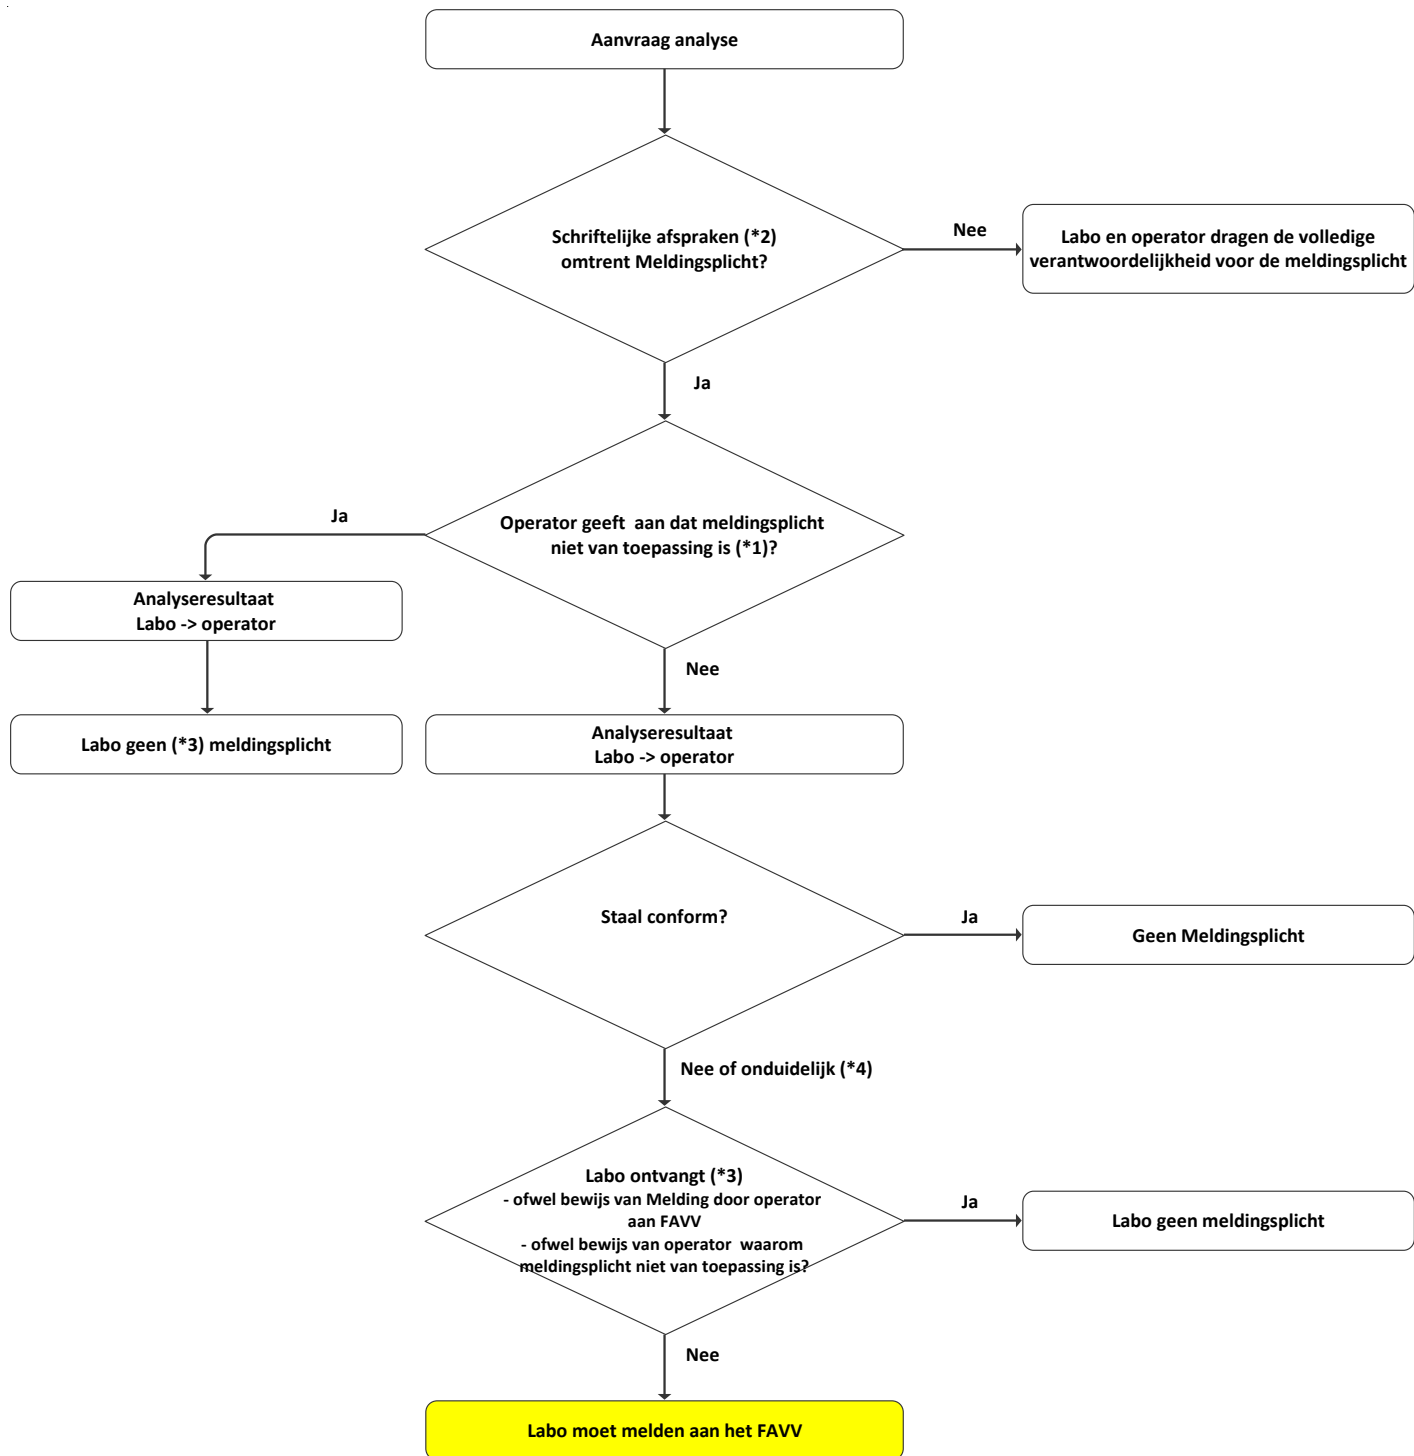 Aanvraag analyse
Schriftelijke afspraken (*2)
omtrent Meldingsplicht?
Nee
Labo en operator dragen de volledige
verantwoordelijkheid voor de meldingsplicht
Ja
Operator geeft aan dat meldingsplicht
niet van toepassing is (*1)?
Ja
Analyseresultaat
Labo -> operator
Labo geen (*3) meldingsplicht
Nee
Analyseresultaat
Labo -> operator
Staal conform?
Ja
Geen Meldingsplicht
Nee of onduidelijk (*4)
Labo ontvangt (*3)
- ofwel bewijs van Melding door operator
aan FAVV
- ofwel bewijs van operator waarom
meldingsplicht niet van toepassing is?
Ja
Labo geen meldingsplicht
Nee
Labo moet melden aan het FAVV